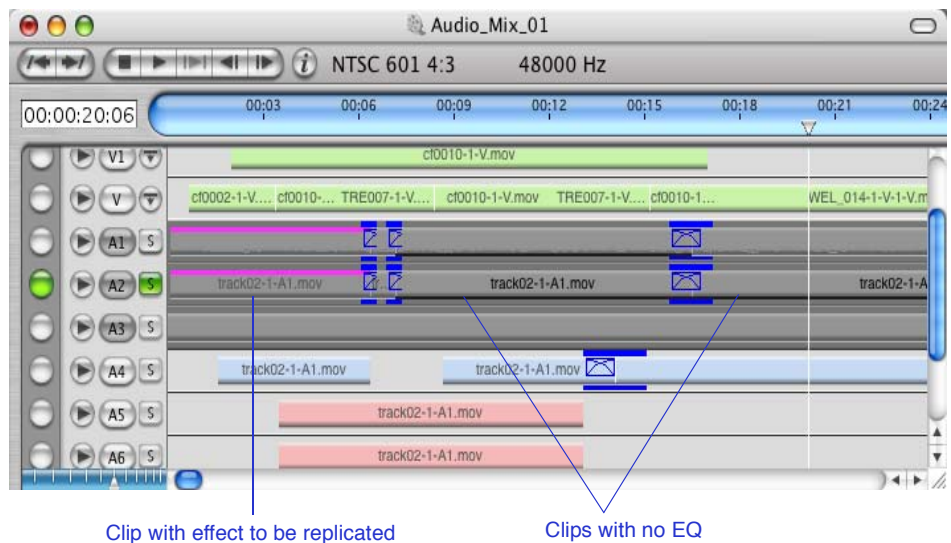 Audio_Mix_01
NTSC 601 4:3 48000 Hz
00:00:20:06
00:03 00:06 00:09 00:12 00:15 00:18 00:21 00:24
V1 cf0010-1-V.mov
V cf0002-1-V.... cf0010-... TRE007-1-V.... cf0010-1-V.mov TRE007-1-V.... cf0010-1... WEL_014-1-V-1-V.m
A1 S
A2 S track02-1-A1.mov track02-1-A1.mov track02-1-A
A3 S
A4 S track02-1-A1.mov track02-1-A1.mov
A5 S track02-1-A1.mov
A6 S track02-1-A1.mov
Clip with effect to be replicated Clips with no EQ